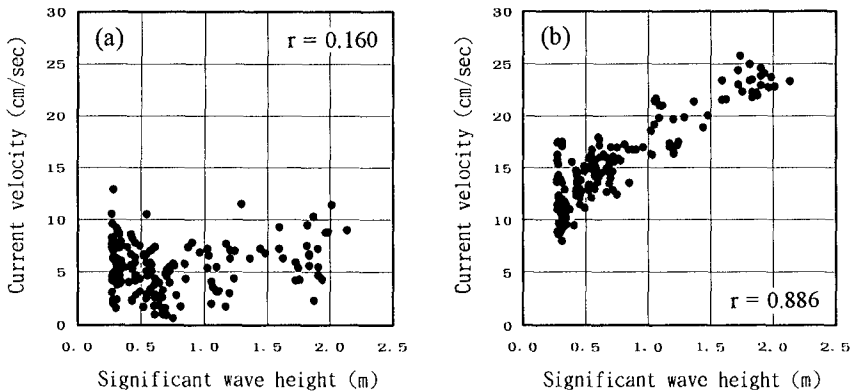 (a)
r = 0.160
Current velocity (cm/sec)
30
25
20
15
10
5
0
0.0 0.5 1.0 1.5 2.0 2.5
Significant wave height (m)
(b)
r = 0.886
Current velocity (cm/sec)
30
25
20
15
10
5
0
0.0 0.5 1.0 1.5 2.0 2.5
Significant wave height (m)